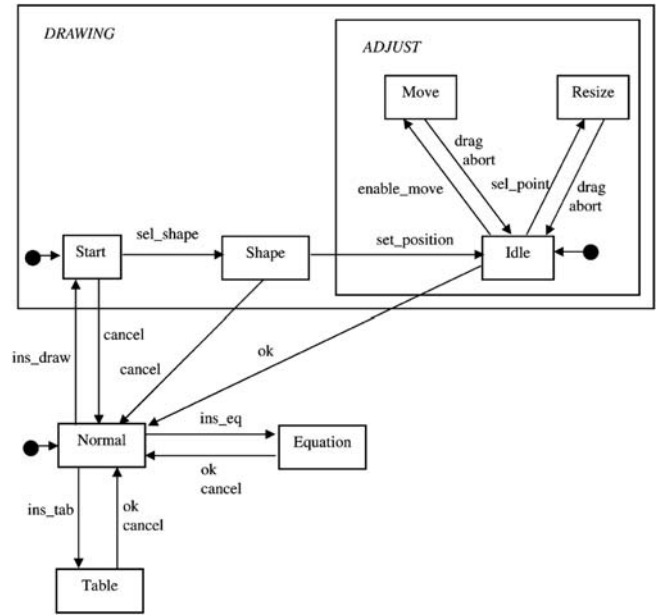 DRAWING
ADJUST
Move
Resize
drag
abort
sel_point
drag
abort
enable_move
sel_shape
Start
Shape
set_position
Idle
cancel
ins_draw
cancel
ok
Normal
ins_eq
Equation
ok
cancel
ins_tab
ok
cancel
Table